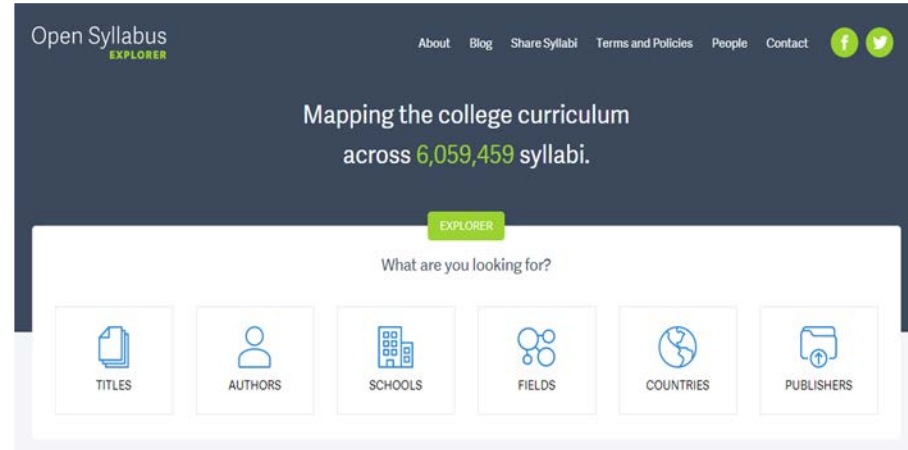 Open Syllabus
EXPLORER
About Blog Share Syllabi Terms and Policies People Contact
Mapping the college curriculum
across 6,059,459 syllabi.
EXPLORER
What are you looking for?
TITLES AUTHORS SCHOOLS FIELDS COUNTRIES PUBLISHERS